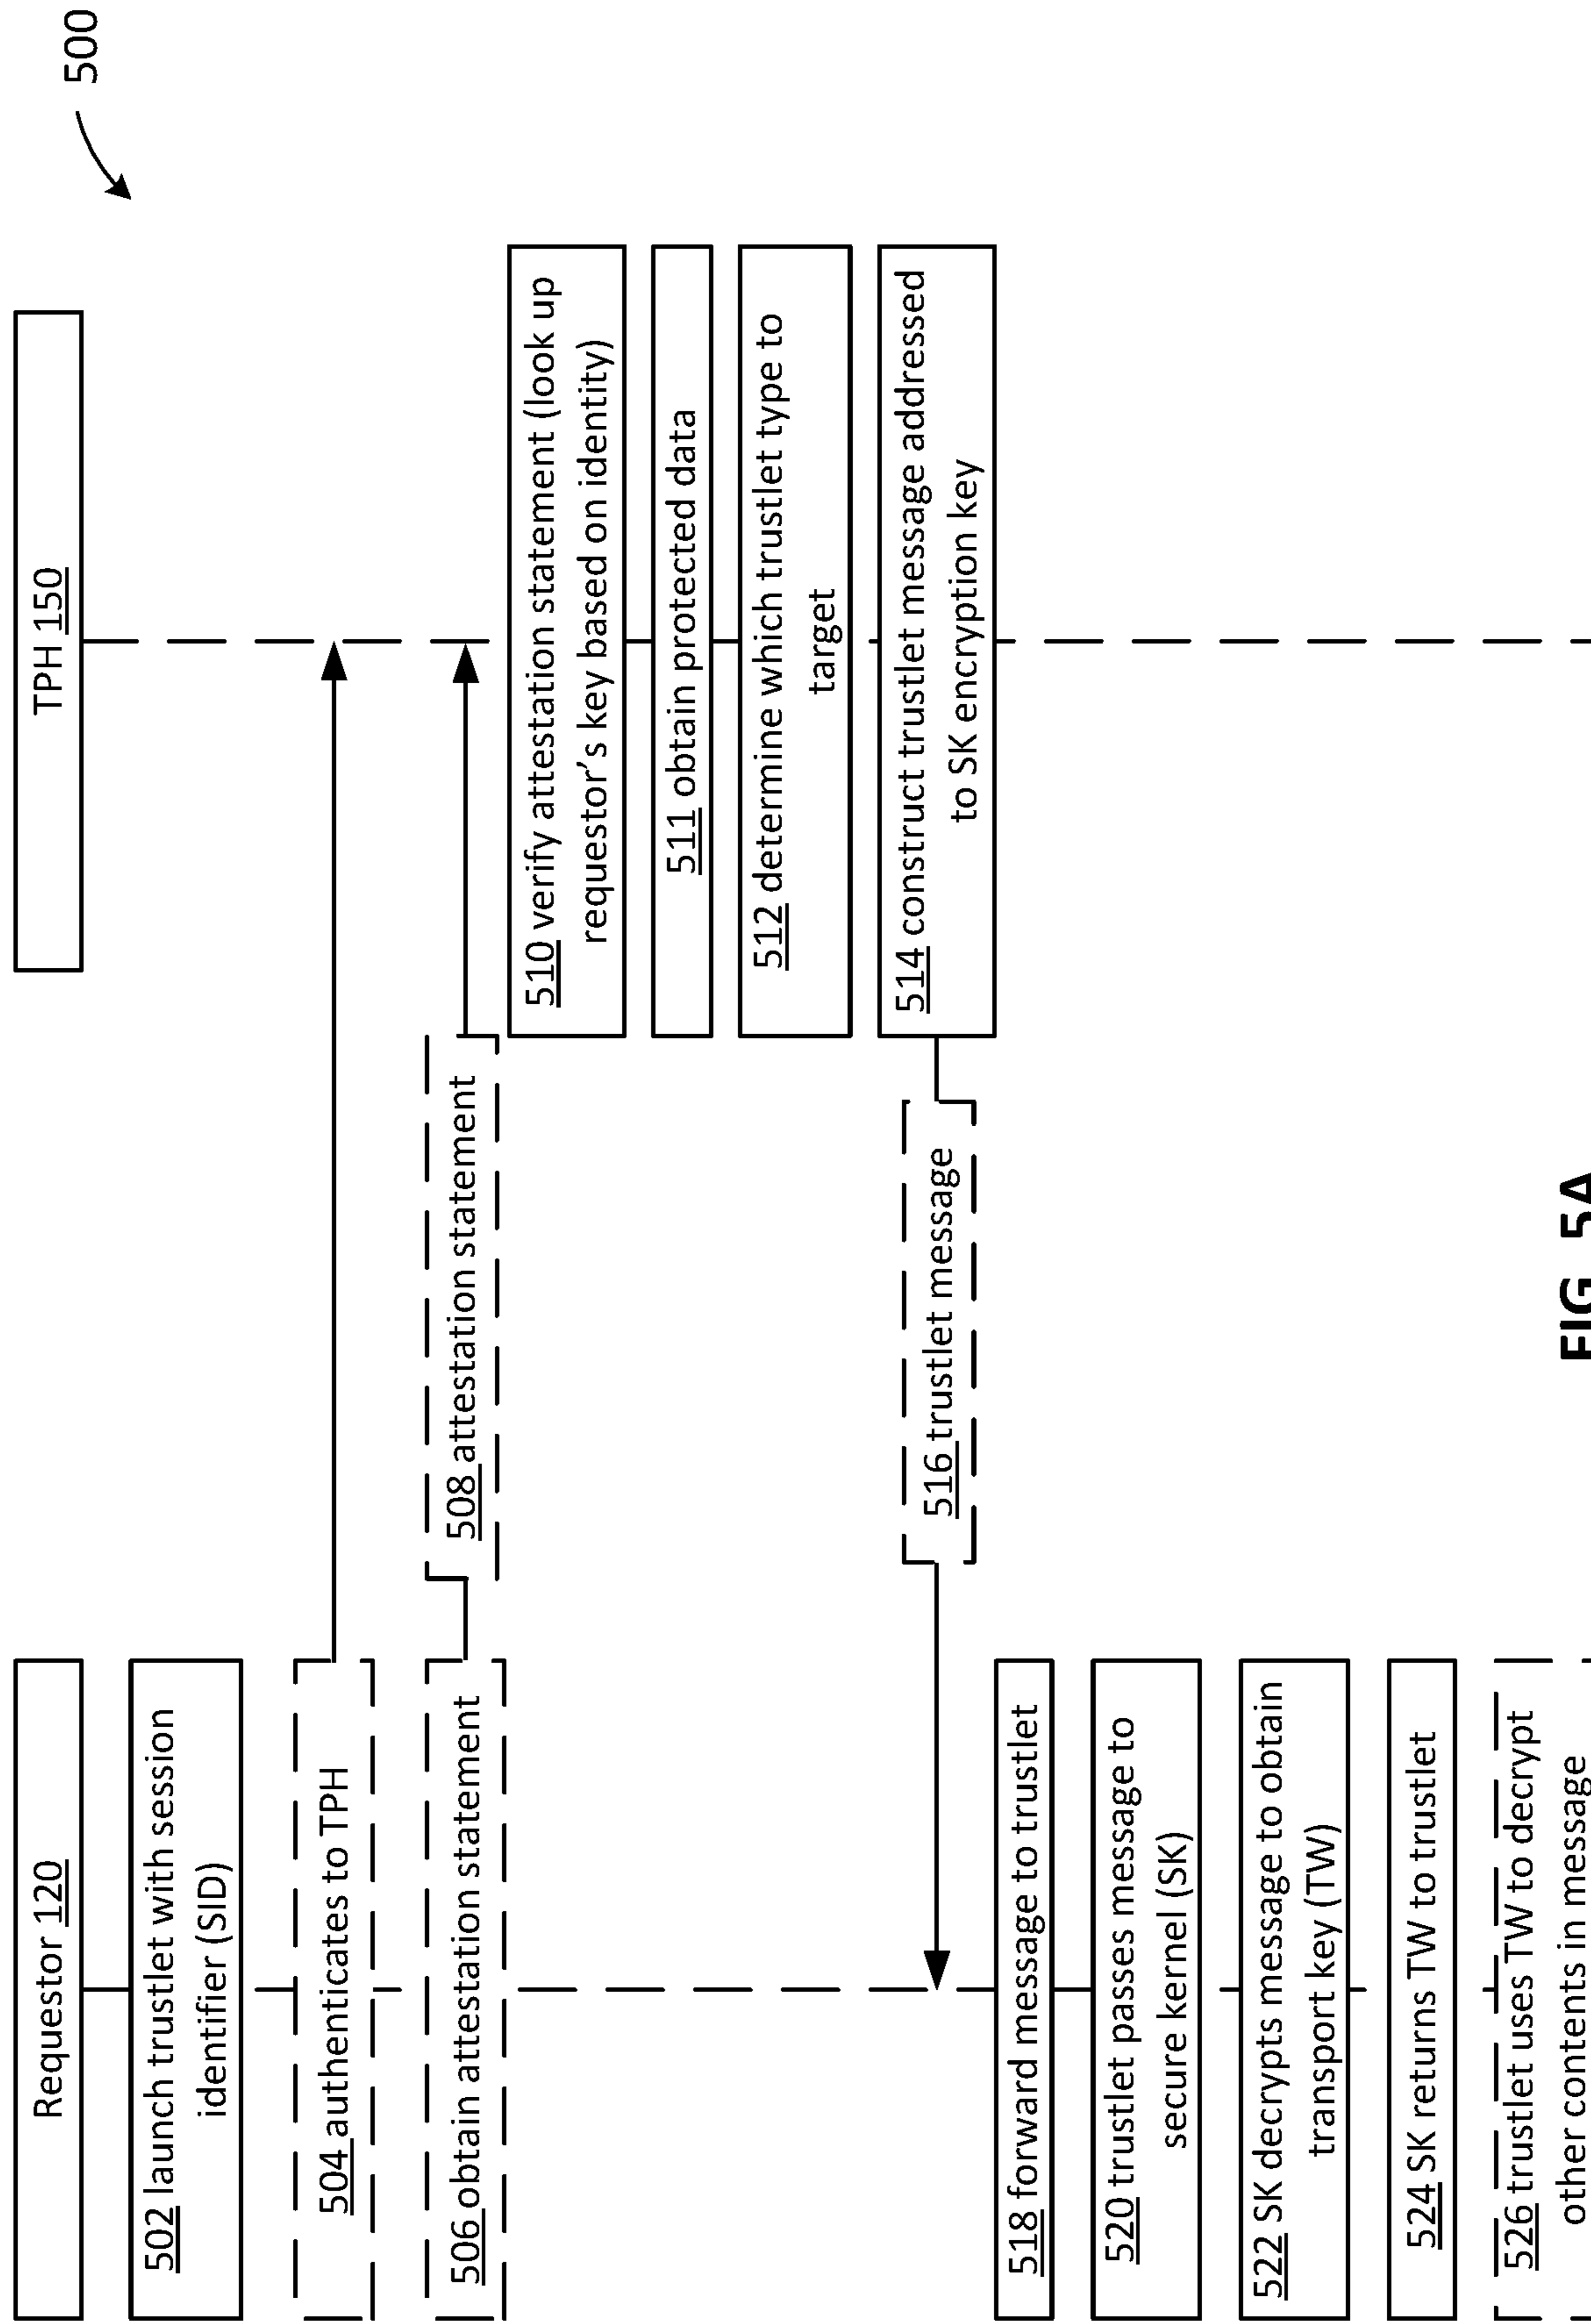 500
Requestor 120
TPH 150
502 launch trustlet with session
identifier (SID)
504 authenticates to TPH
506 obtain attestation statement
508 attestation statement
510 verify attestation statement (look up
requestor's key based on identity)
511 obtain protected data
512 determine which trustlet type to
target
514 construct trustlet message addressed
to SK encryption key
516 trustlet message
518 forward message to trustlet
520 trustlet passes message to
secure kernel (SK)
522 SK decrypts message to obtain
transport key (TW)
524 SK returns TW to trustlet
526 trustlet uses TW to decrypt
other contents in message
FIG. 5A